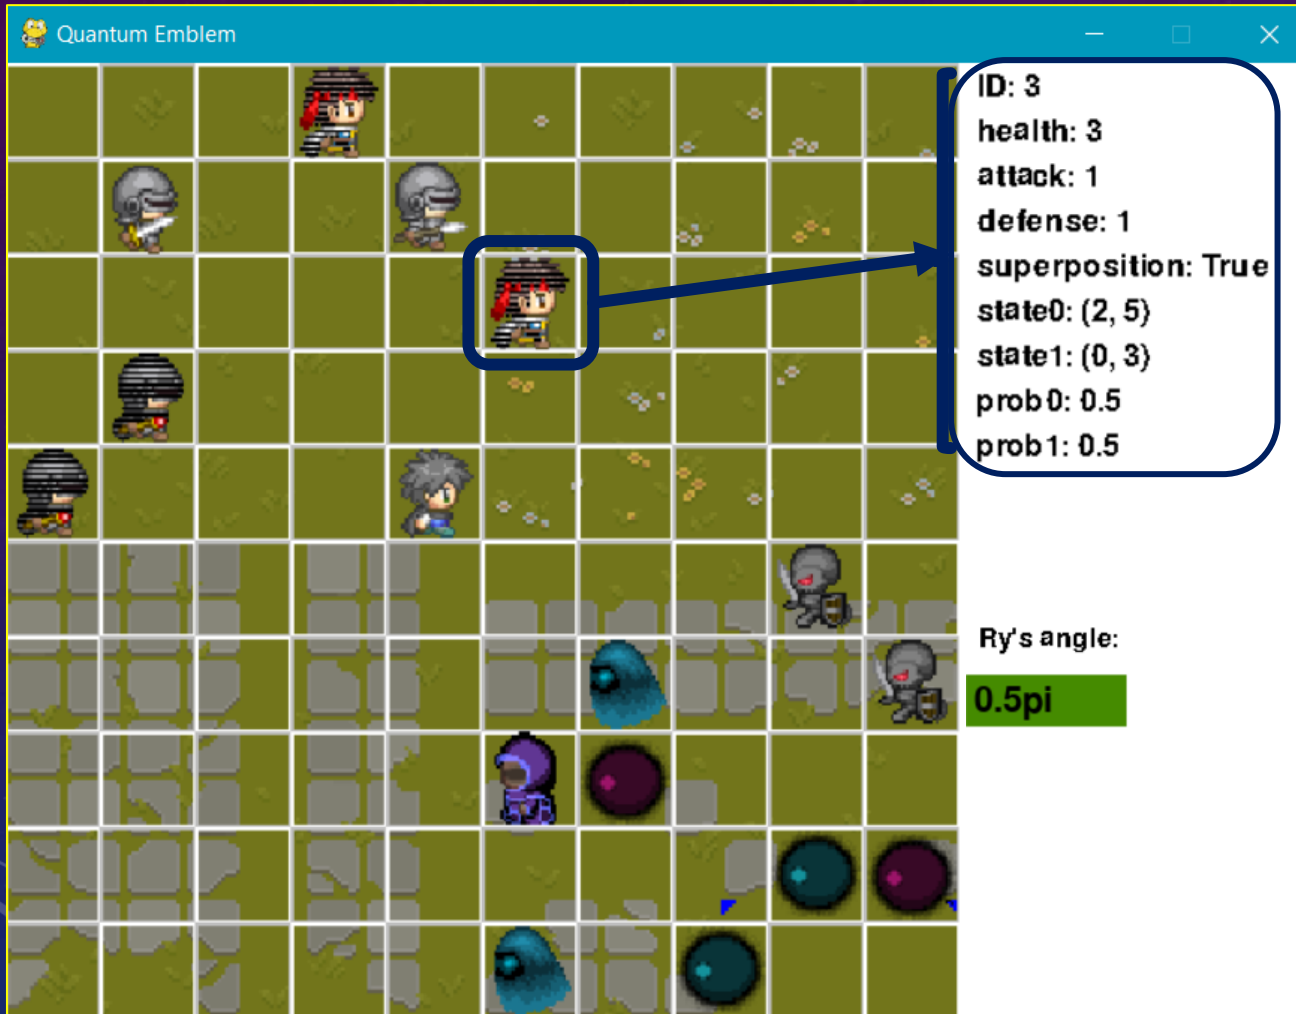 Quantum Emblem
ID: 3
health: 3
attack: 1
defense: 1
superposition: True
state0: (2, 5)
state1: (0, 3)
prob0: 0.5
prob1: 0.5
Ry's angle:
0.5pi